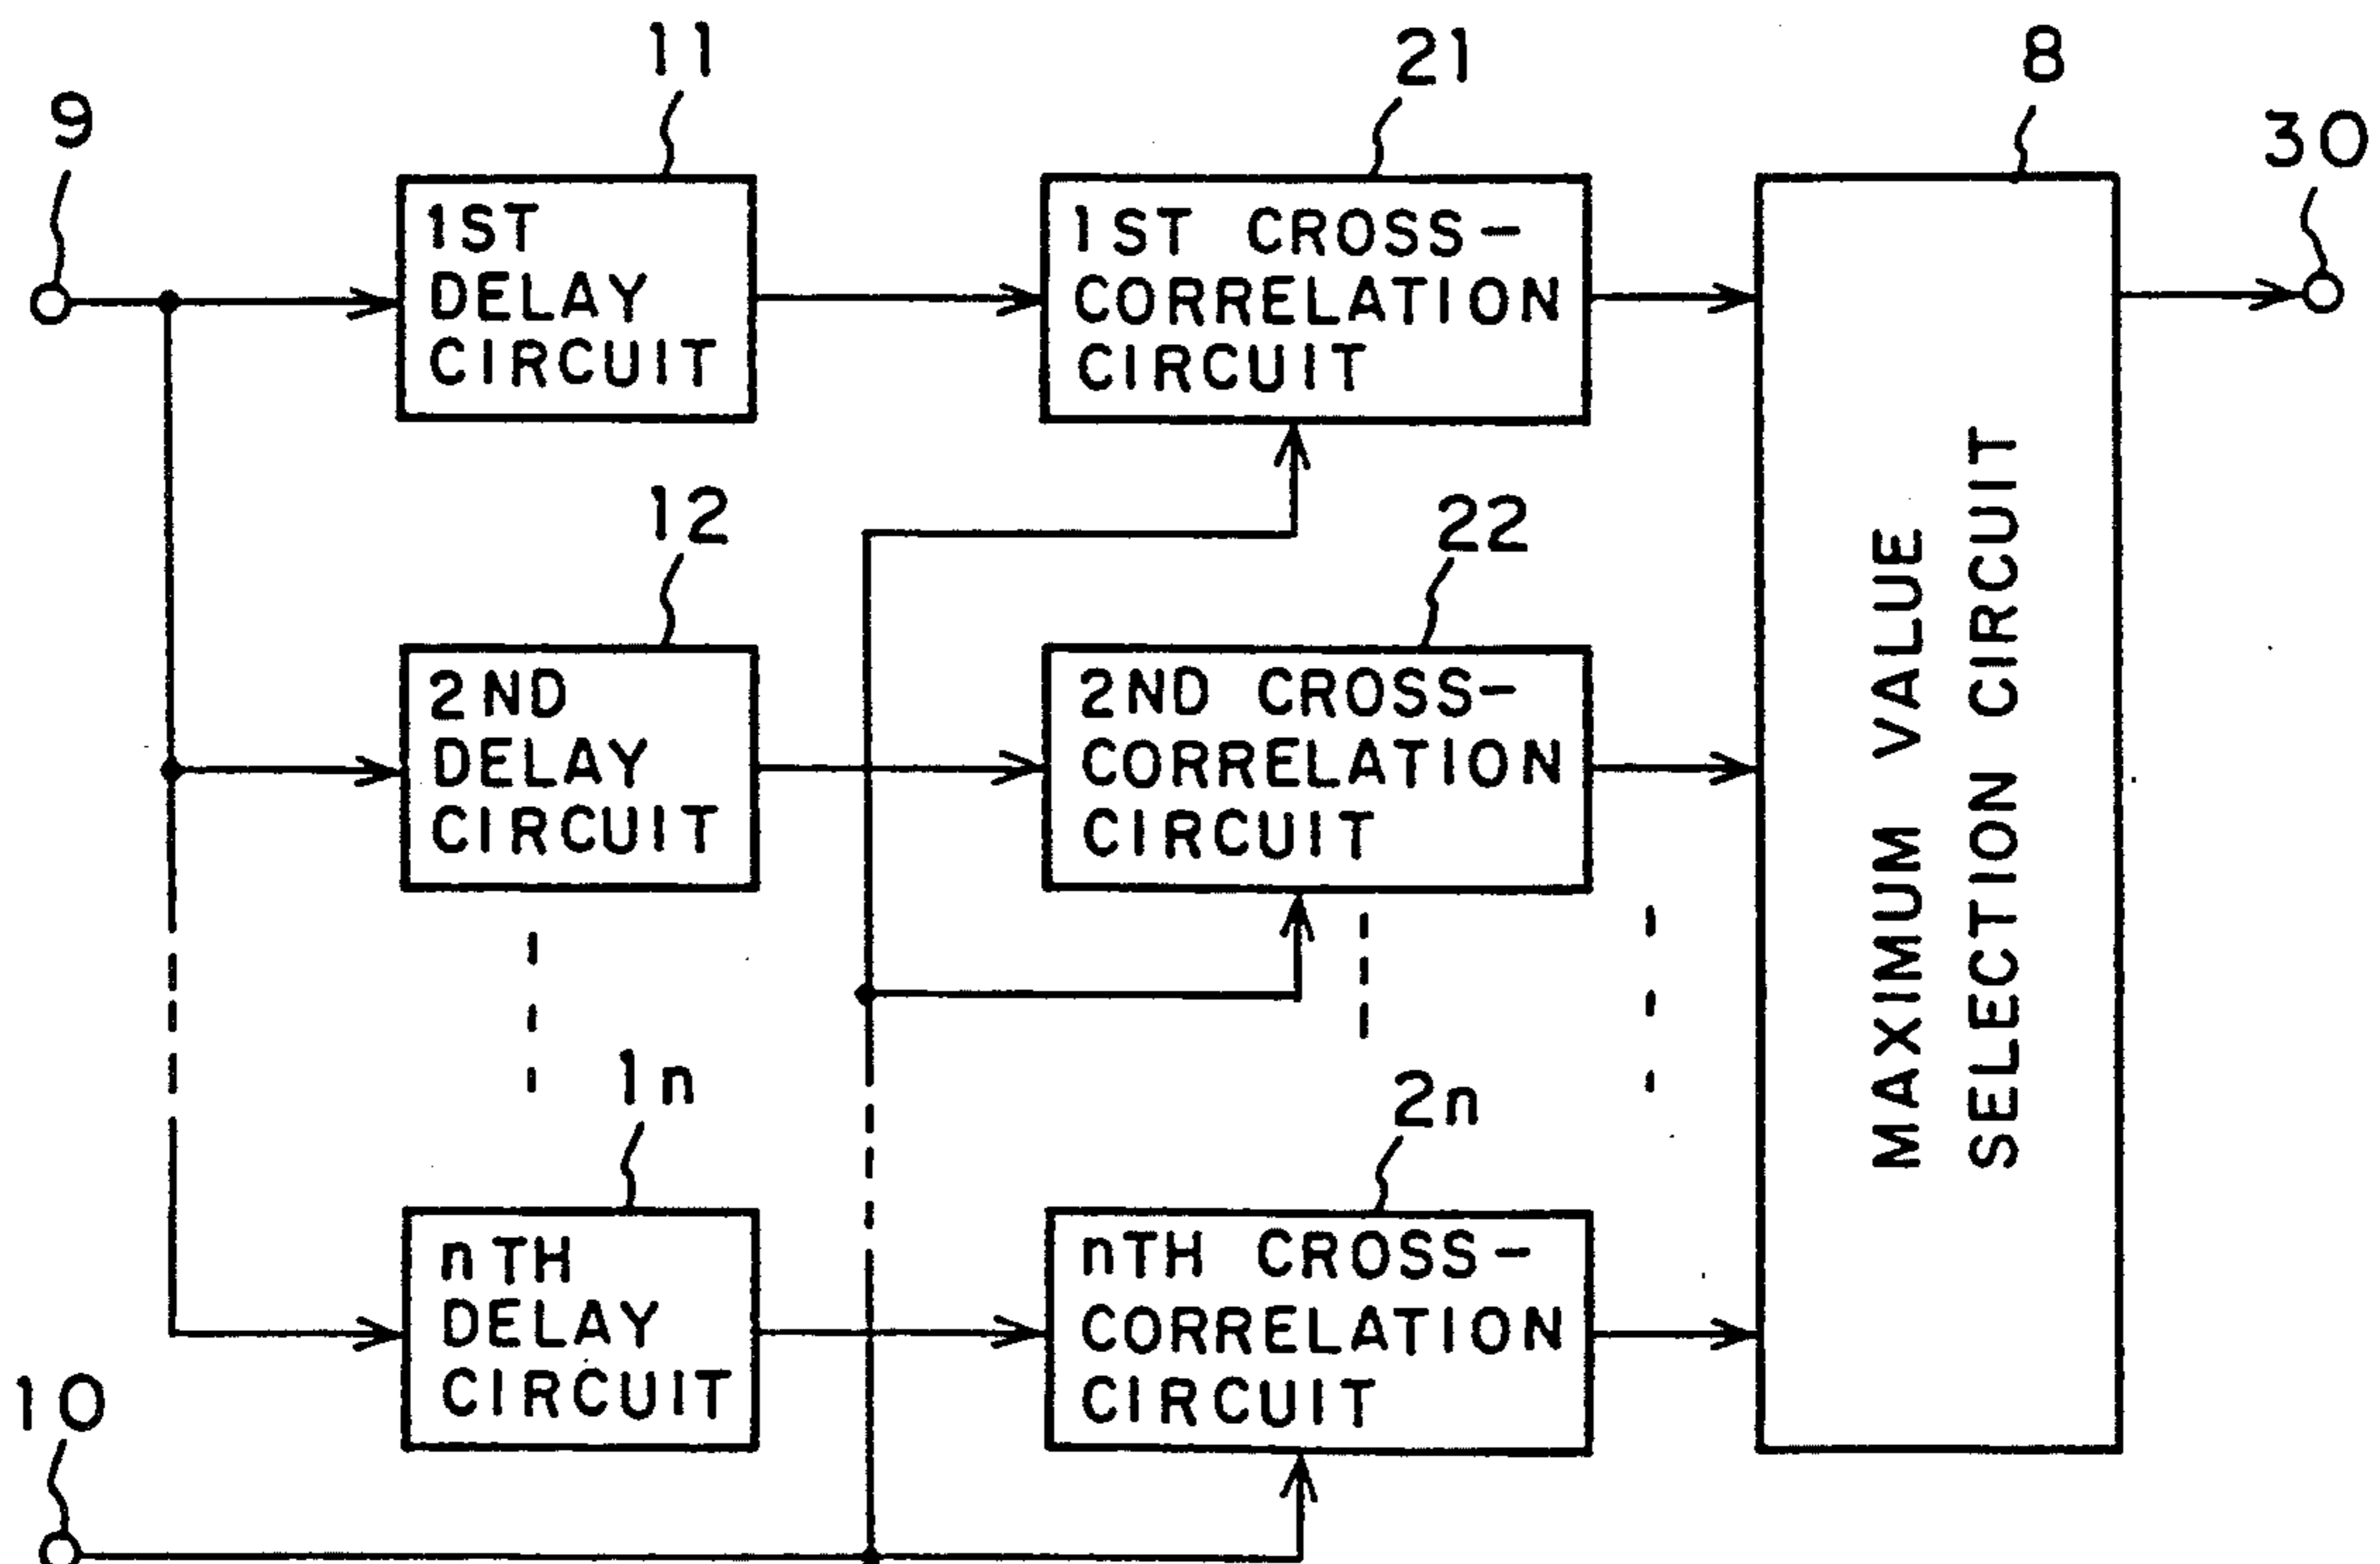 11
21
8
9
30
1ST
DELAY
CIRCUIT
1ST CROSS-
CORRELATION
CIRCUIT
12
22
2ND
DELAY
CIRCUIT
2ND CROSS-
CORRELATION
CIRCUIT
MAXIMUM VALUE
SELECTION CIRCUIT
1n
2n
nTH
DELAY
CIRCUIT
nTH CROSS-
CORRELATION
CIRCUIT
10